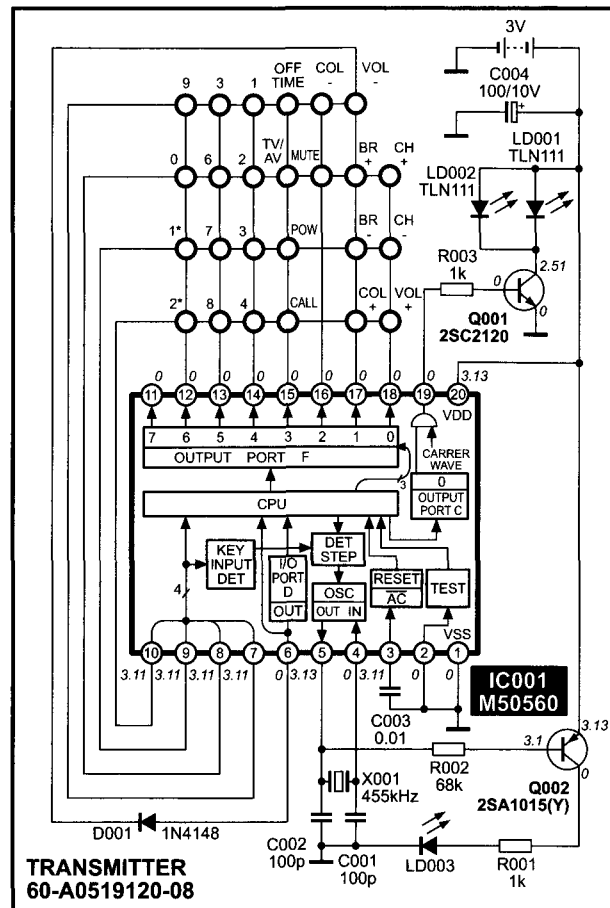 3V
C004
100/10V
LD001
TLN111
LD002
TLN111
R003
1k
0
2.51
0
Q001
2SC2120
9 3 1 OFF TIME COL - VOL -
0 6 2 TV/AV MUTE BR + CH +
1* 7 3 POW BR - CH -
2* 8 4 CALL COL + VOL +
0 0 0 0 0 0 0 0 3.13
11 12 13 14 15 16 17 18 19 20
VDD
7 6 5 4 3 2 1 0
OUTPUT PORT F
CARRER
WAVE
3
CPU
0
OUTPUT
PORT C
KEY
INPUT
DET
4
I/O
PORT
D
OUT
DET
STEP
OSC
OUT IN
RESET
AC
TEST
VSS
10 9 8 7 6 5 4 3 2 1
3.11 3.11 3.11 3.11 0 3.13 0 3.11 0 0
IC001
M50560
C003
0.01
3.13
3.1
0
R002
68k
Q002
2SA1015(Y)
X001
455kHz
D001 1N4148
C002
100p
C001
100p
LD003
R001
1k
TRANSMITTER
60-A0519120-08